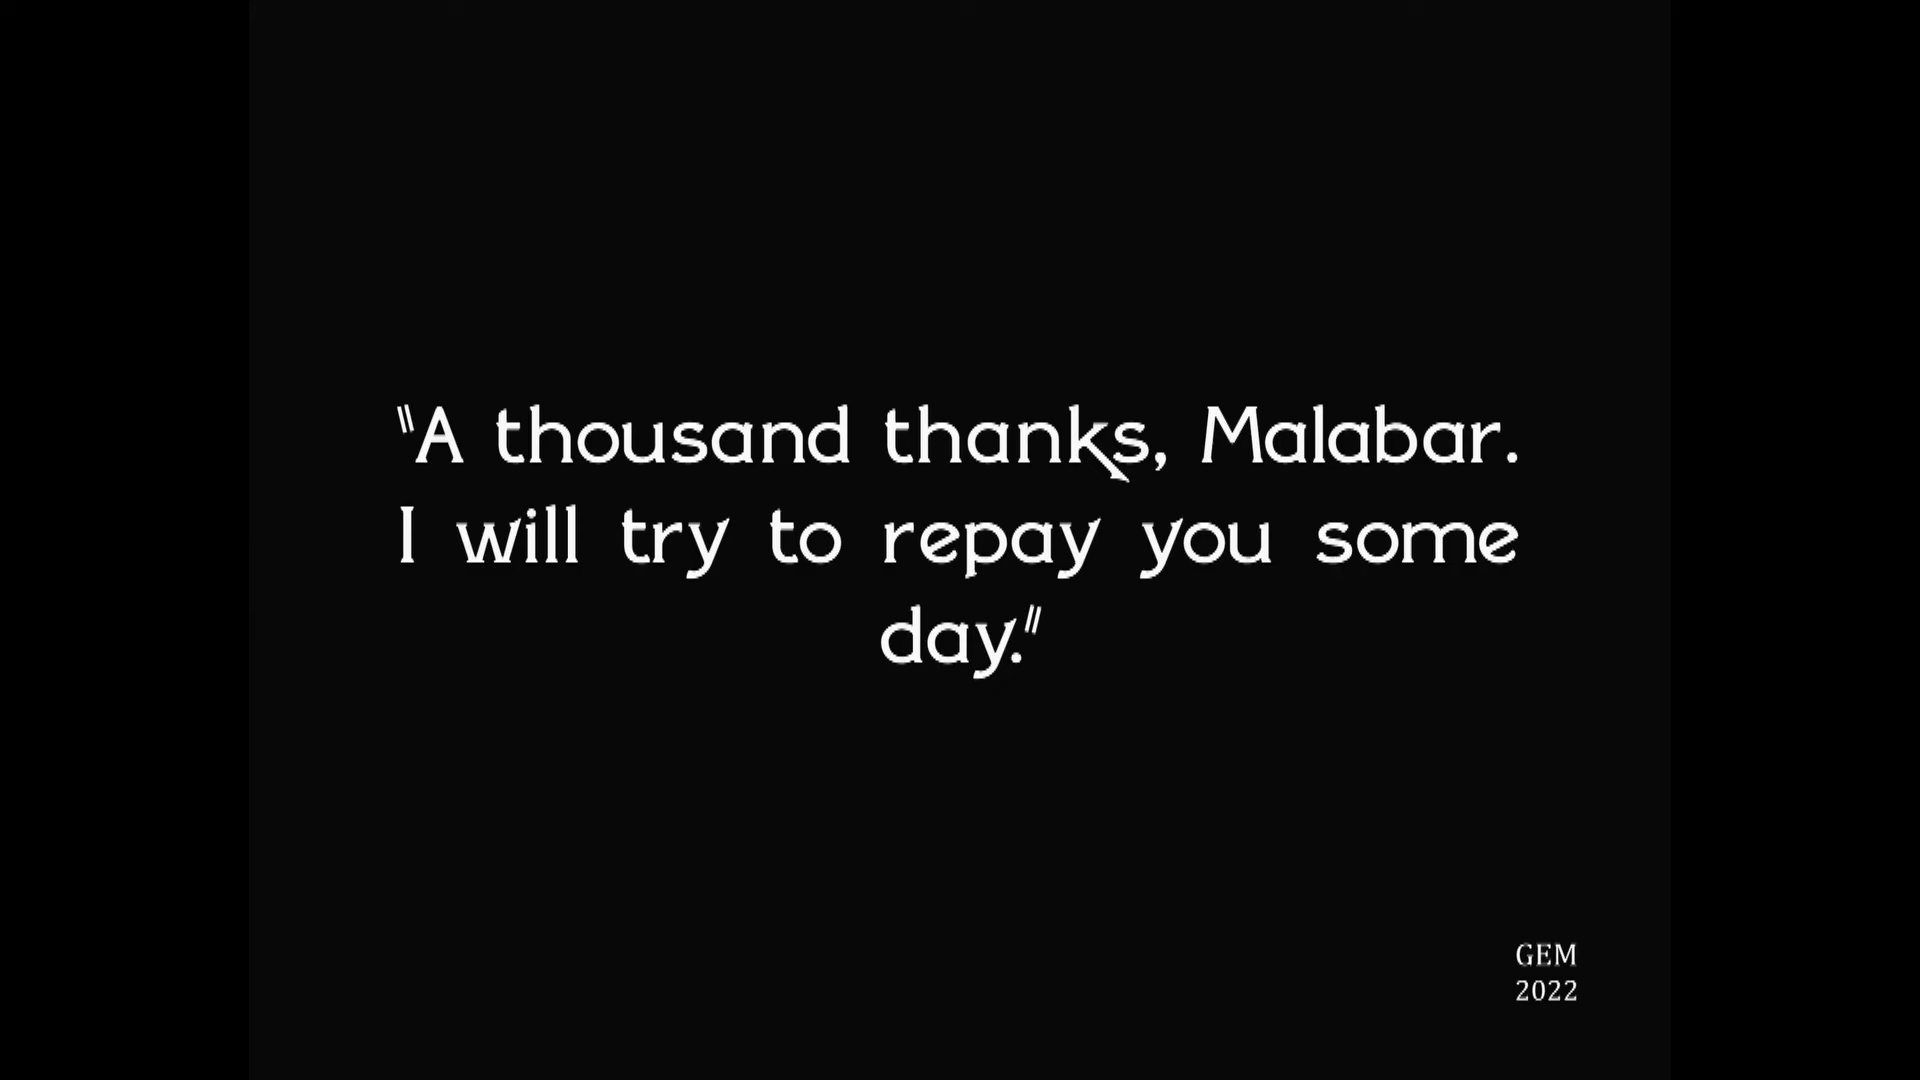 "A thousand thanks, Malabar.
I will try to repay you some
day."
GEM
2022